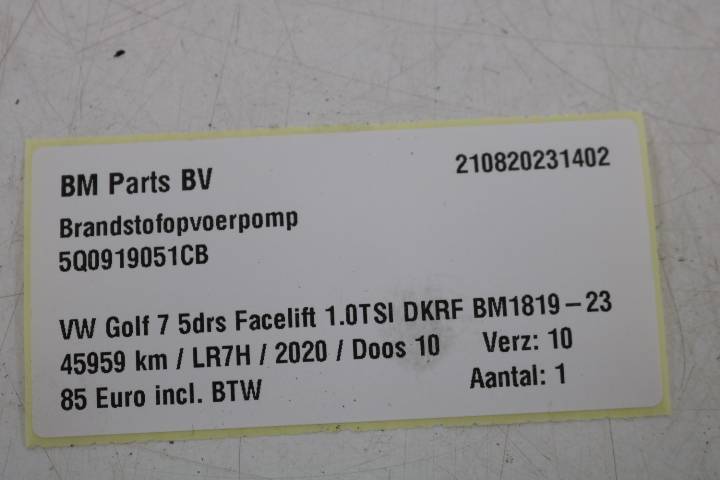 BM Parts BV 210820231402
Brandstofopvoerpomp
5Q0919051CB
VW Golf 7 5drs Facelift 1.0TSI DKRF BM1819-23
45959 km / LR7H / 2020 / Doos 10 Verz: 10
85 Euro incl. BTW Aantal: 1